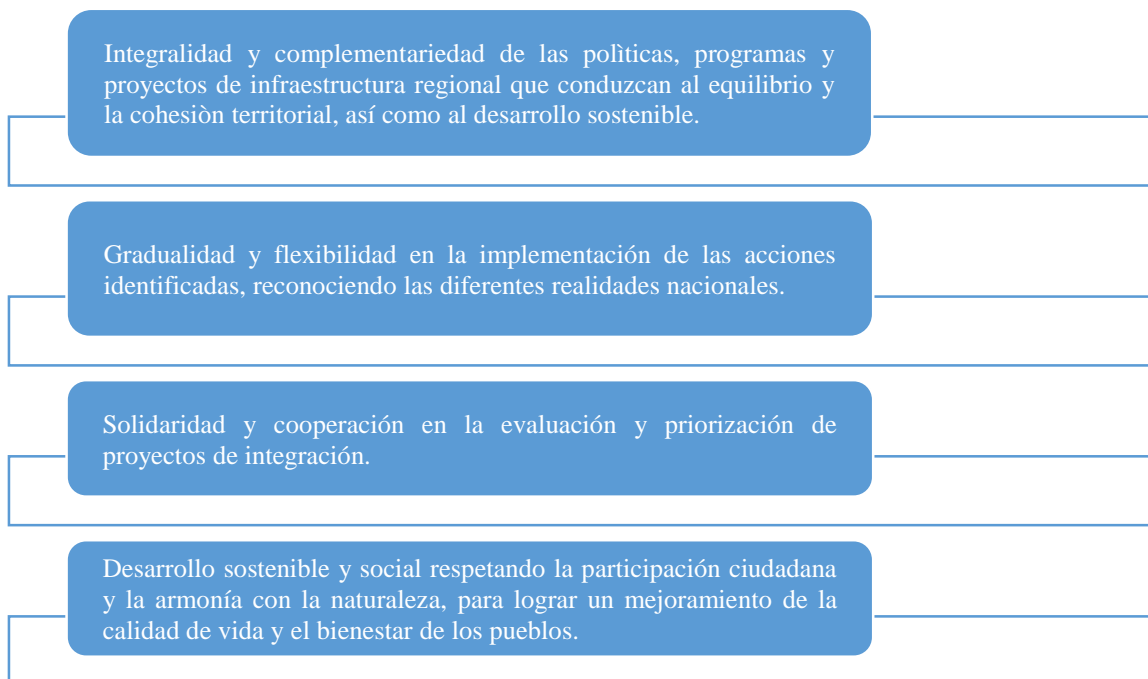 Integralidad y complementariedad de las polìticas, programas y
proyectos de infraestructura regional que conduzcan al equilibrio y
la cohesiòn territorial, así como al desarrollo sostenible.
Gradualidad y flexibilidad en la implementación de las acciones
identificadas, reconociendo las diferentes realidades nacionales.
Solidaridad y cooperación en la evaluación y priorización de
proyectos de integración.
Desarrollo sostenible y social respetando la participación ciudadana
y la armonía con la naturaleza, para lograr un mejoramiento de la
calidad de vida y el bienestar de los pueblos.